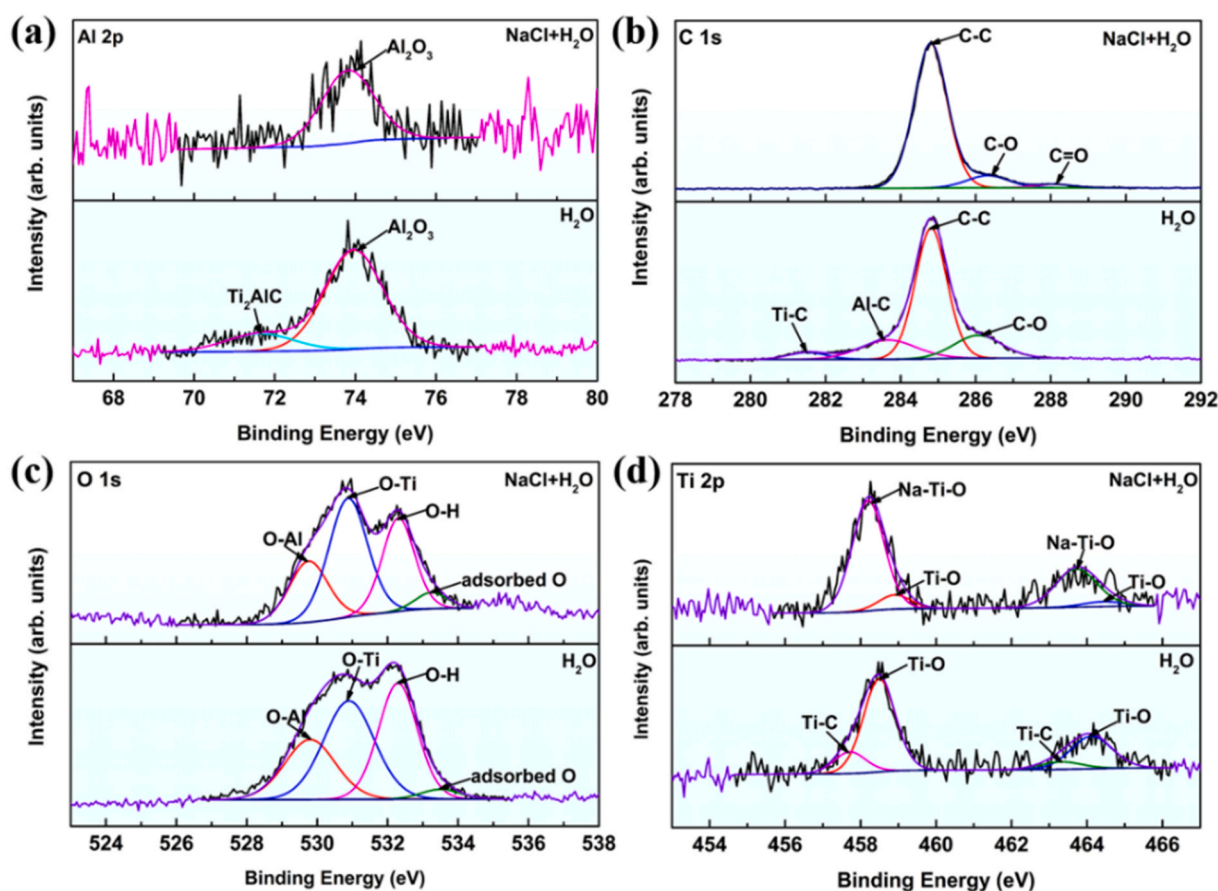 (a)
Al 2p
NaCl+H₂O
Al₂O₃
H₂O
Al₂O₃
Ti₂AlC
Intensity (arb. units)
68 70 72 74 76 78 80
Binding Energy (eV)
(b)
C 1s
NaCl+H₂O
C-C
C-O
C=O
H₂O
C-C
Al-C
Ti-C
C-O
Intensity (arb. units)
278 280 282 284 286 288 290 292
Binding Energy (eV)
(c)
O 1s
NaCl+H₂O
O-Ti
O-H
O-Al
adsorbed O
H₂O
O-Ti
O-H
O-Al
adsorbed O
Intensity (arb. units)
524 526 528 530 532 534 536 538
Binding Energy (eV)
(d)
Ti 2p
NaCl+H₂O
Na-Ti-O
Na-Ti-O
Ti-O
Ti-O
H₂O
Ti-O
Ti-C
Ti-C
Ti-O
Intensity (arb. units)
454 456 458 460 462 464 466
Binding Energy (eV)